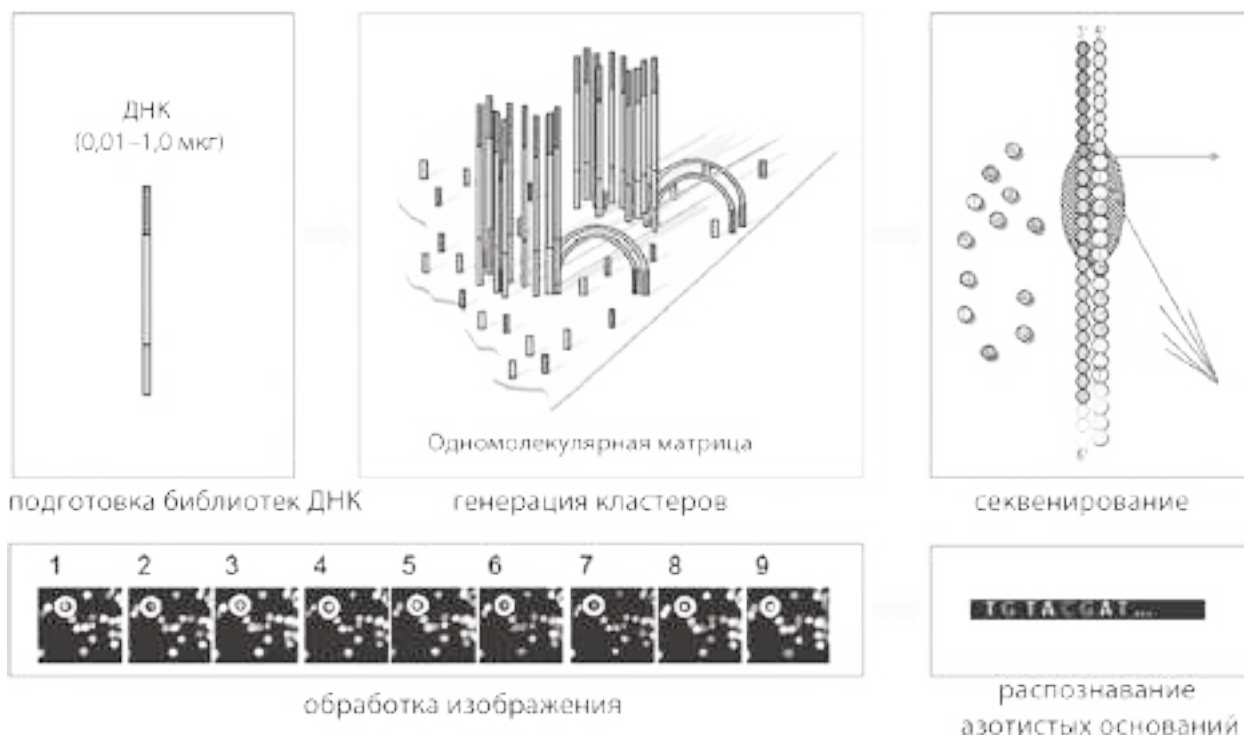 ДНК
(0,01–1,0 мкг)
Одномолекулярная матрица
подготовка библиотек ДНК
генерация кластеров
секвенирование
1 2 3 4 5 6 7 8 9
TGTACGAT...
обработка изображения
распознавание
азотистых оснований